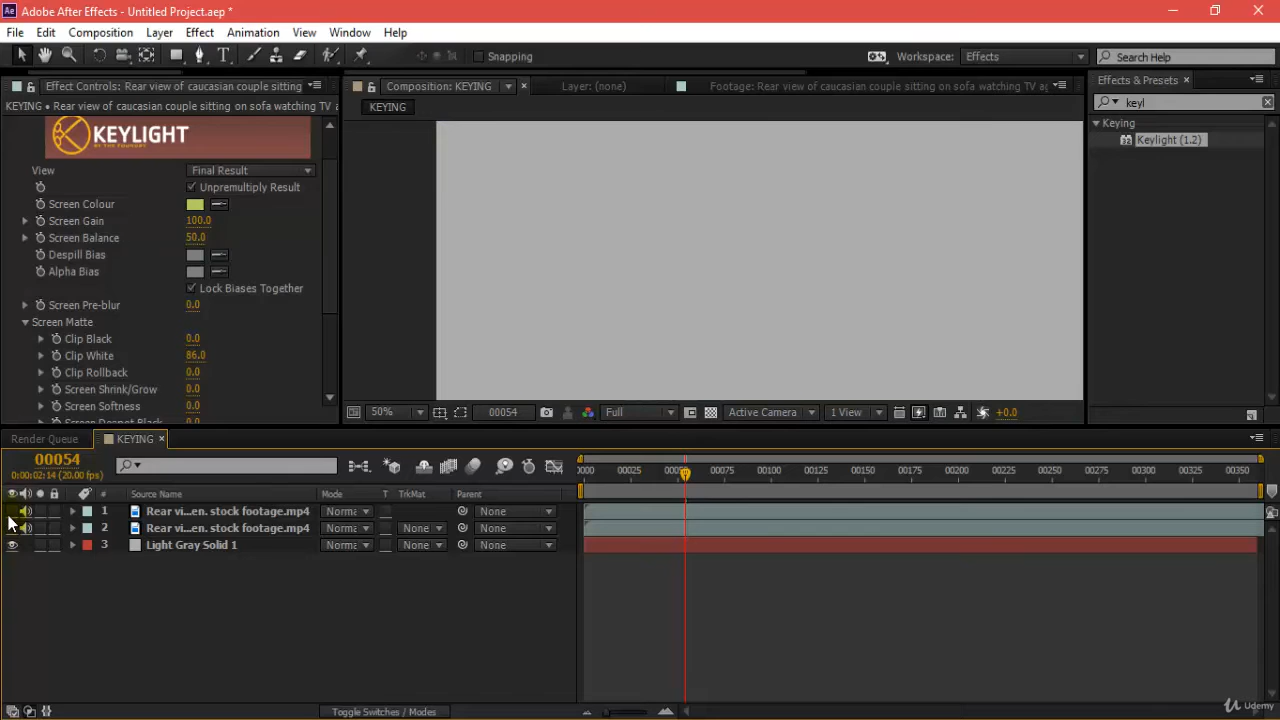 Ae Adobe After Effects - Untitled Project.aep *
File Edit Composition Layer Effect Animation View Window Help
Snapping Workspace: Effects Search Help
Effect Controls: Rear view of caucasian couple sitting Composition: KEYING × Layer: (none) Footage: Rear view of caucasian couple sitting on sofa watching TV ag Effects & Presets ×
KEYING • Rear view of caucasian couple sitting on sofa watching TV a KEYING keyl
KEYLIGHT
BY THE FOUNDRY
Keying
Keylight (1.2)
View Final Result
Unpremultiply Result
Screen Colour
Screen Gain 100.0
Screen Balance 50.0
Despill Bias
Alpha Bias
Lock Biases Together
Screen Pre-blur 0.0
Screen Matte
Clip Black 0.0
Clip White 86.0
Clip Rollback 0.0
Screen Shrink/Grow 0.0
Screen Softness 0.0
Screen Despot Black
50% 00054 Full Active Camera 1 View +0.0
Render Queue KEYING ×
00054
0:00:02:14 (20.00 fps)
0000 00025 00075 00100 00125 00150 00175 00200 00225 00250 00275 00300 00325 00350
# Source Name Mode T TrkMat Parent
1 Rear vi...en. stock footage.mp4 Norma None
2 Rear vi...en. stock footage.mp4 Norma None None
3 Light Gray Solid 1 Norma None None
Toggle Switches / Modes
Udemy